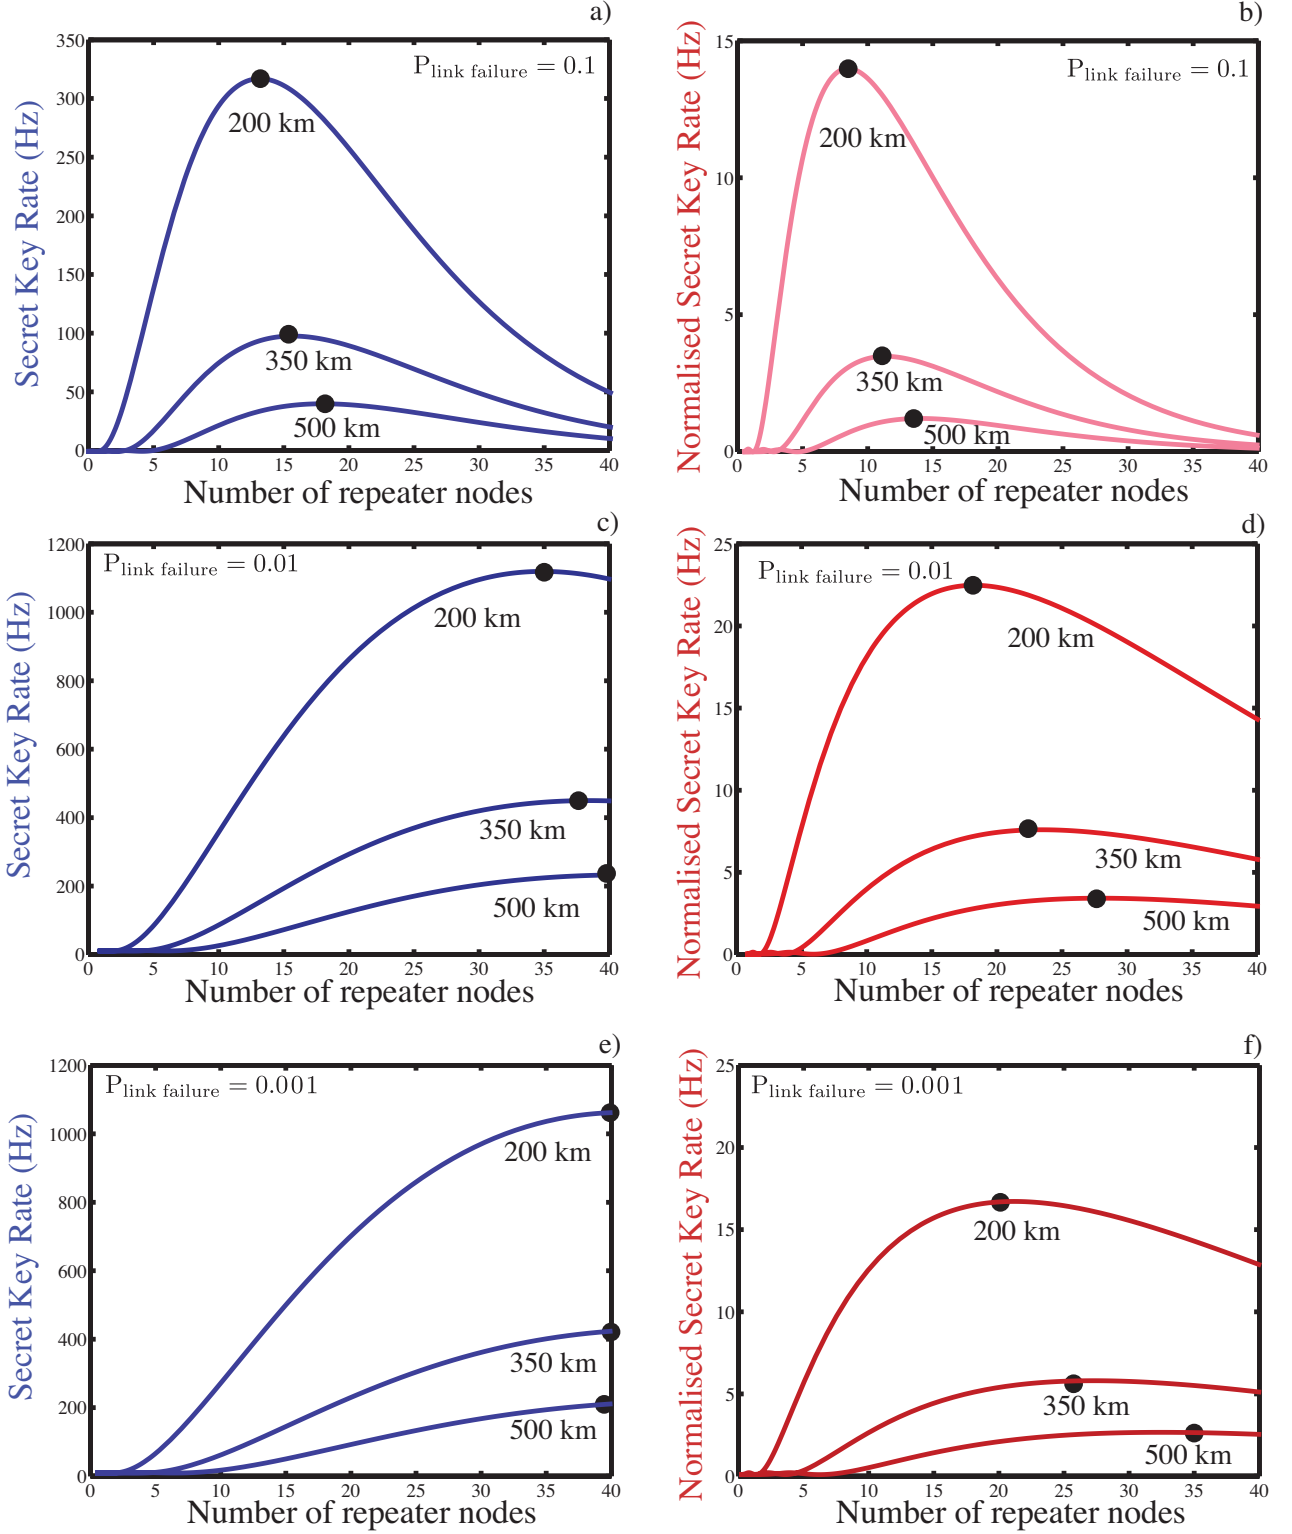 a)
350
300
250
200
150
100
50
0
Secret Key Rate (Hz)
P link failure = 0.1
200 km
350 km
500 km
0 5 10 15 20 25 30 35 40
Number of repeater nodes
b)
15
10
5
0
Normalised Secret Key Rate (Hz)
P link failure = 0.1
200 km
350 km
500 km
0 5 10 15 20 25 30 35 40
Number of repeater nodes
c)
1200
1000
800
600
400
200
0
Secret Key Rate (Hz)
P link failure = 0.01
200 km
350 km
500 km
0 5 10 15 20 25 30 35 40
Number of repeater nodes
d)
25
20
15
10
5
0
Normalised Secret Key Rate (Hz)
P link failure = 0.01
200 km
350 km
500 km
0 5 10 15 20 25 30 35 40
Number of repeater nodes
e)
1200
1000
800
600
400
200
0
Secret Key Rate (Hz)
P link failure = 0.001
200 km
350 km
500 km
0 5 10 15 20 25 30 35 40
Number of repeater nodes
f)
25
20
15
10
5
0
Normalised Secret Key Rate (Hz)
P link failure = 0.001
200 km
350 km
500 km
0 5 10 15 20 25 30 35 40
Number of repeater nodes